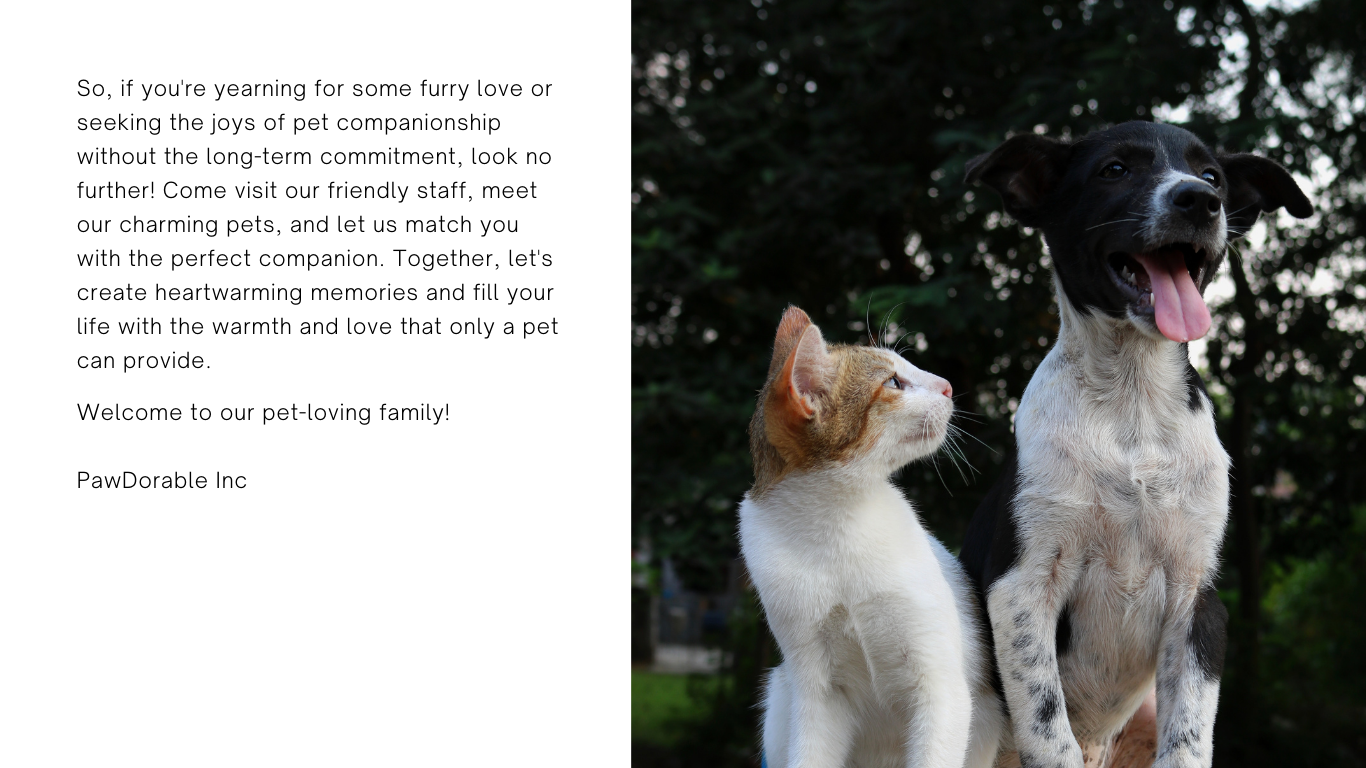 So, if you're yearning for some furry love or
seeking the joys of pet companionship
without the long-term commitment, look no
further! Come visit our friendly staff, meet
our charming pets, and let us match you
with the perfect companion. Together, let's
create heartwarming memories and fill your
life with the warmth and love that only a pet
can provide.
Welcome to our pet-loving family!
PawDorable Inc